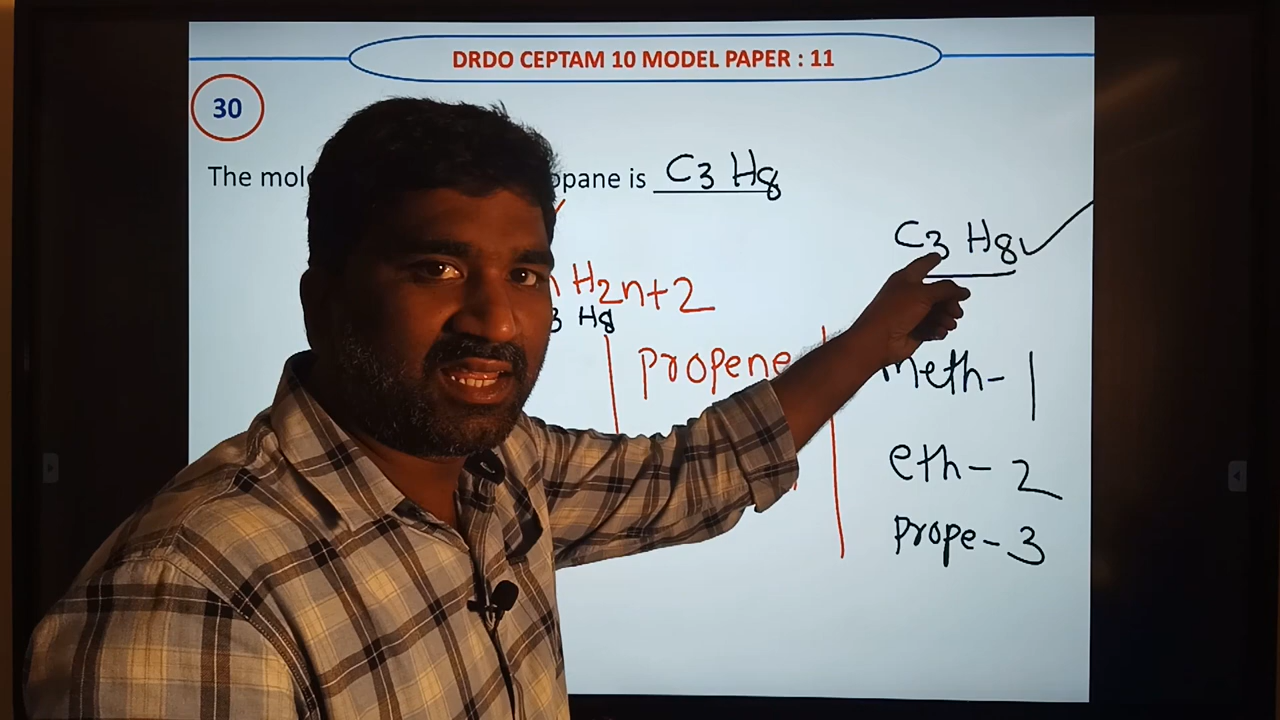 DRDO CEPTAM 10 MODEL PAPER : 11
30
The mol opane is C3 H8
C3 H8
H2n+2
3 H8
propene
meth- 1
eth- 2
prope- 3